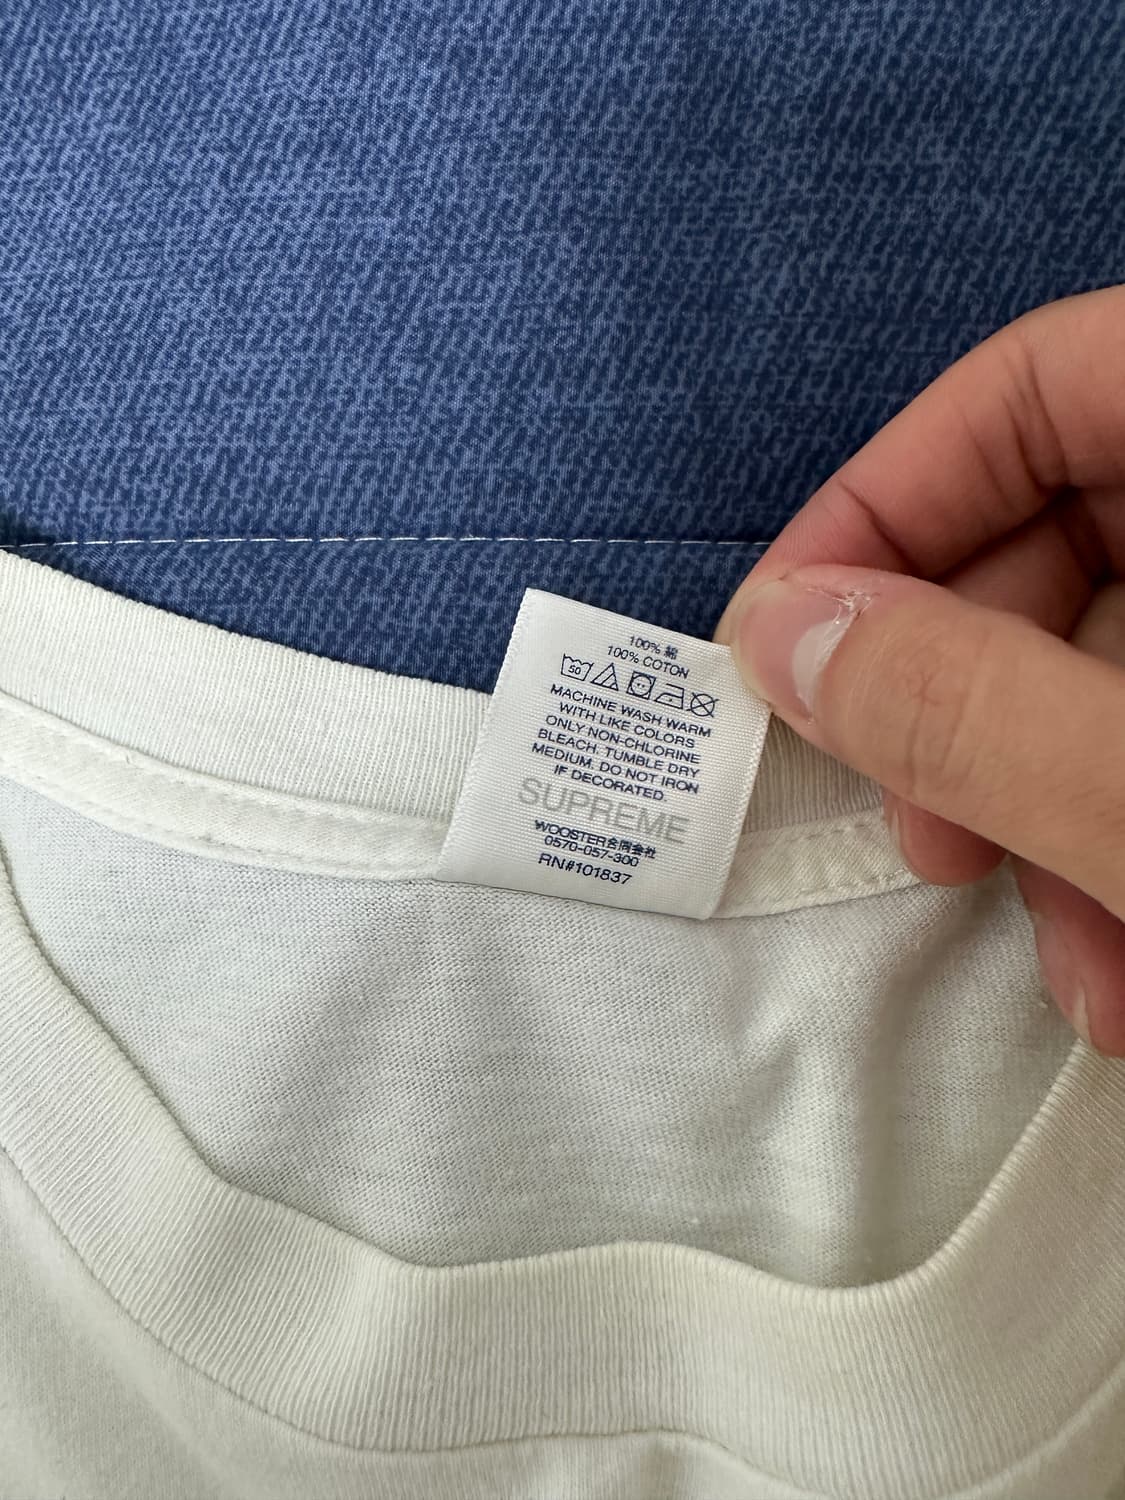 100% 綿
100% COTON
50
MACHINE WASH WARM
WITH LIKE COLORS
ONLY NON-CHLORINE
BLEACH. TUMBLE DRY
MEDIUM. DO NOT IRON
IF DECORATED.
SUPREME
WOOSTER合同会社
0570-057-300
RN#101837